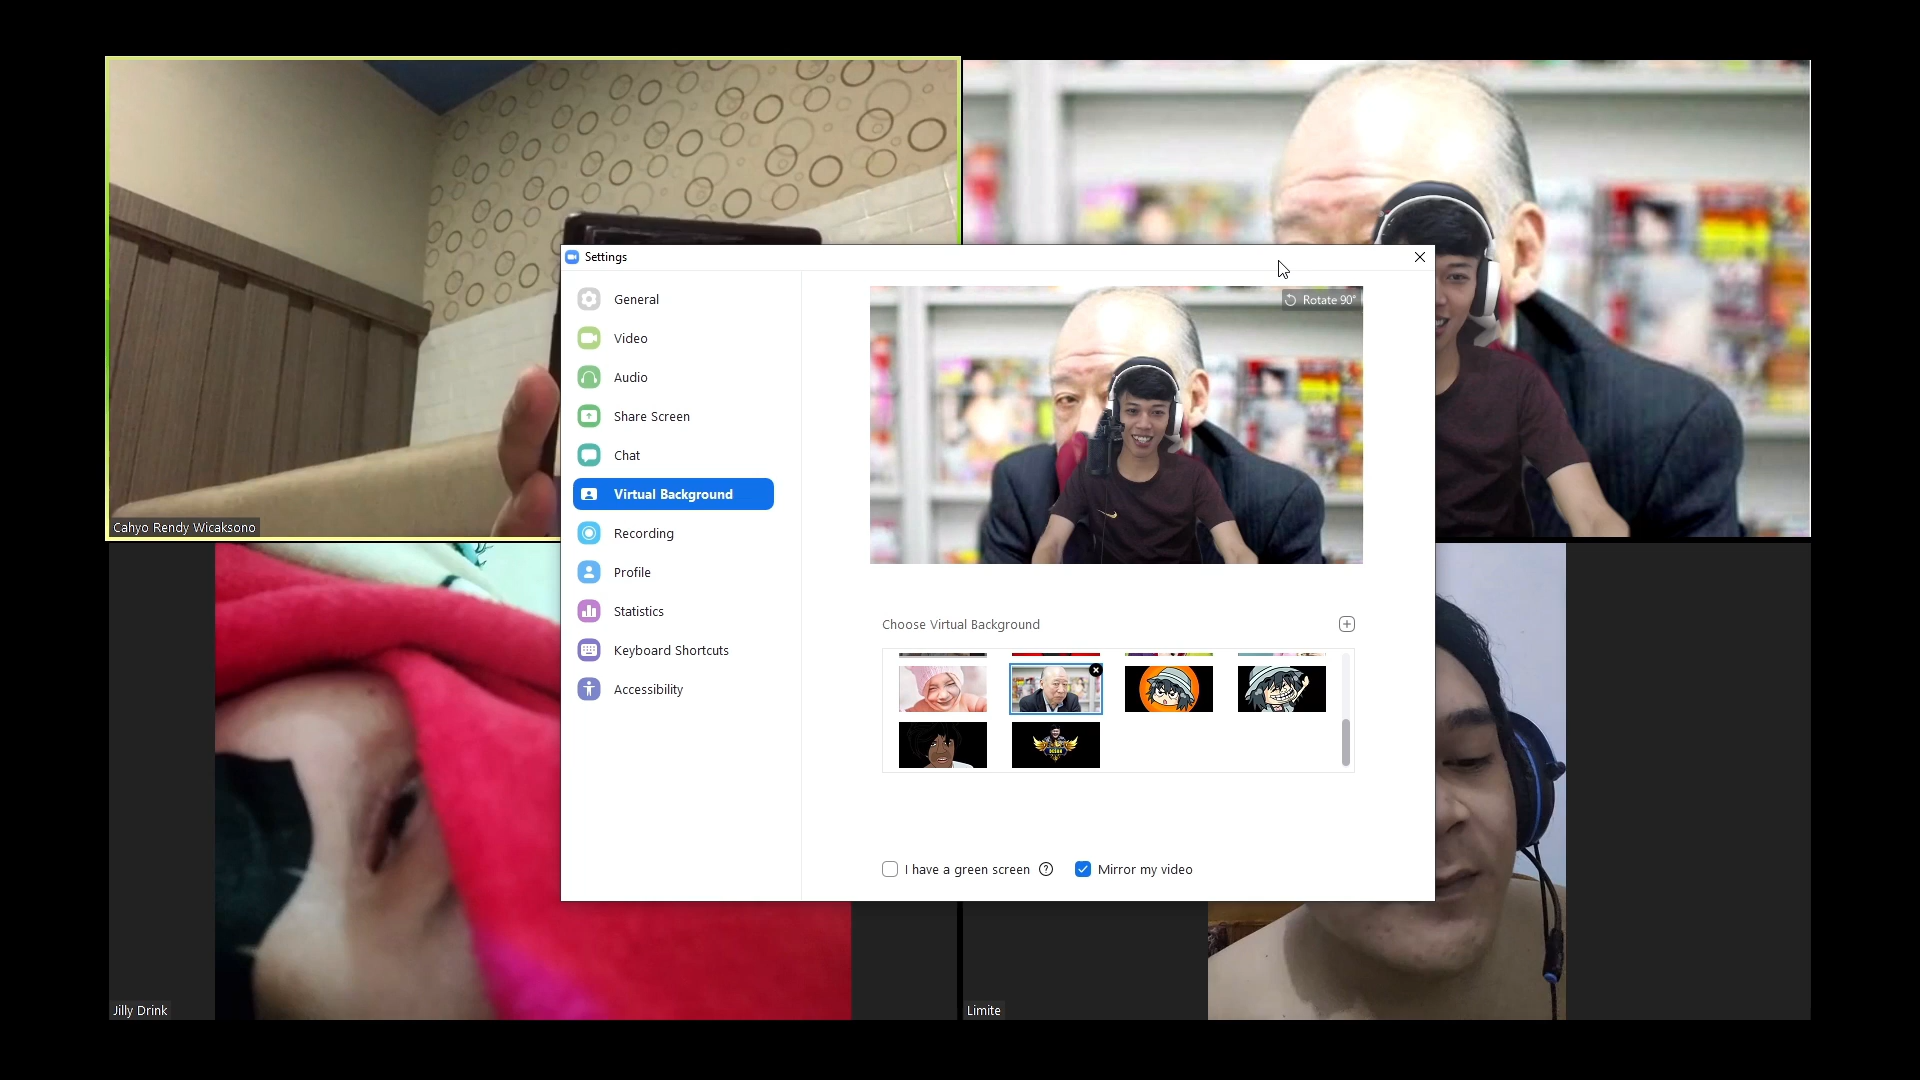 Settings
General
Video
Audio
Share Screen
Chat
Virtual Background
Recording
Profile
Statistics
Keyboard Shortcuts
Accessibility
Rotate 90°
Choose Virtual Background
I have a green screen
Mirror my video
Cahyo Rendy Wicaksono
Jilly Drink
Limite